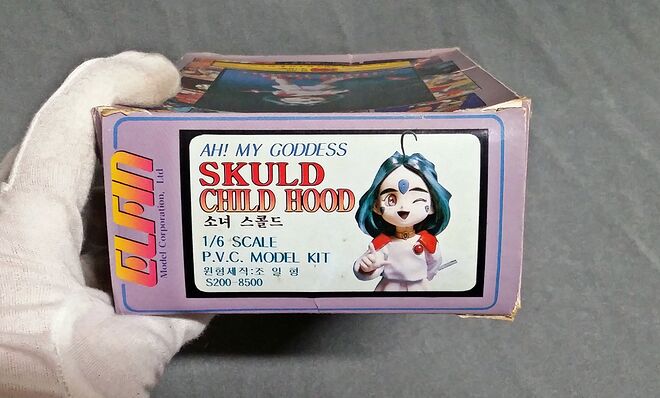 ELFIN
Model Corporation, Ltd
AH! MY GODDESS
SKULD
CHILD HOOD
소녀 스쿨드
1/6 SCALE
P.V.C. MODEL KIT
원형제작:조 일 형
S200-8500